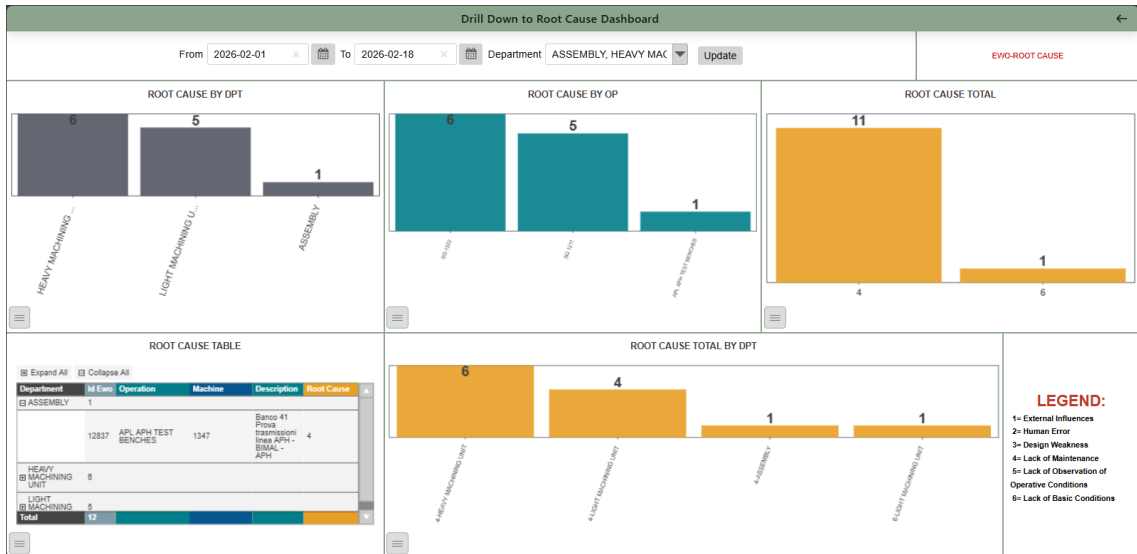 Drill Down to Root Cause Dashboard
From 2026-02-01 To 2026-02-18 Department ASSEMBLY, HEAVY MAC Update
EWO-ROOT CAUSE
ROOT CAUSE BY DPT
6
5
1
HEAVY MACHINING ...
LIGHT MACHINING U...
ASSEMBLY
ROOT CAUSE BY OP
6
5
1
SG 1211
APL APH TEST BENCHES
ROOT CAUSE TOTAL
11
1
4
6
ROOT CAUSE TABLE
Expand All Collapse All
Department Id Ewo Operation Machine Description Root Cause
ASSEMBLY 1
12837 APL APH TEST BENCHES 1347 Banco 41 Prova trasmissioni linea APH - BIMAL - APH 4
HEAVY MACHINING UNIT 6
LIGHT MACHINING 5
Total 12
ROOT CAUSE TOTAL BY DPT
6
4
1
1
4-HEAVY MACHINING UNIT
4-LIGHT MACHINING UNIT
4-ASSEMBLY
6-LIGHT MACHINING UNIT
LEGEND:
1= External Influences
2= Human Error
3= Design Weakness
4= Lack of Maintenance
5= Lack of Observation of
Operative Conditions
6= Lack of Basic Conditions